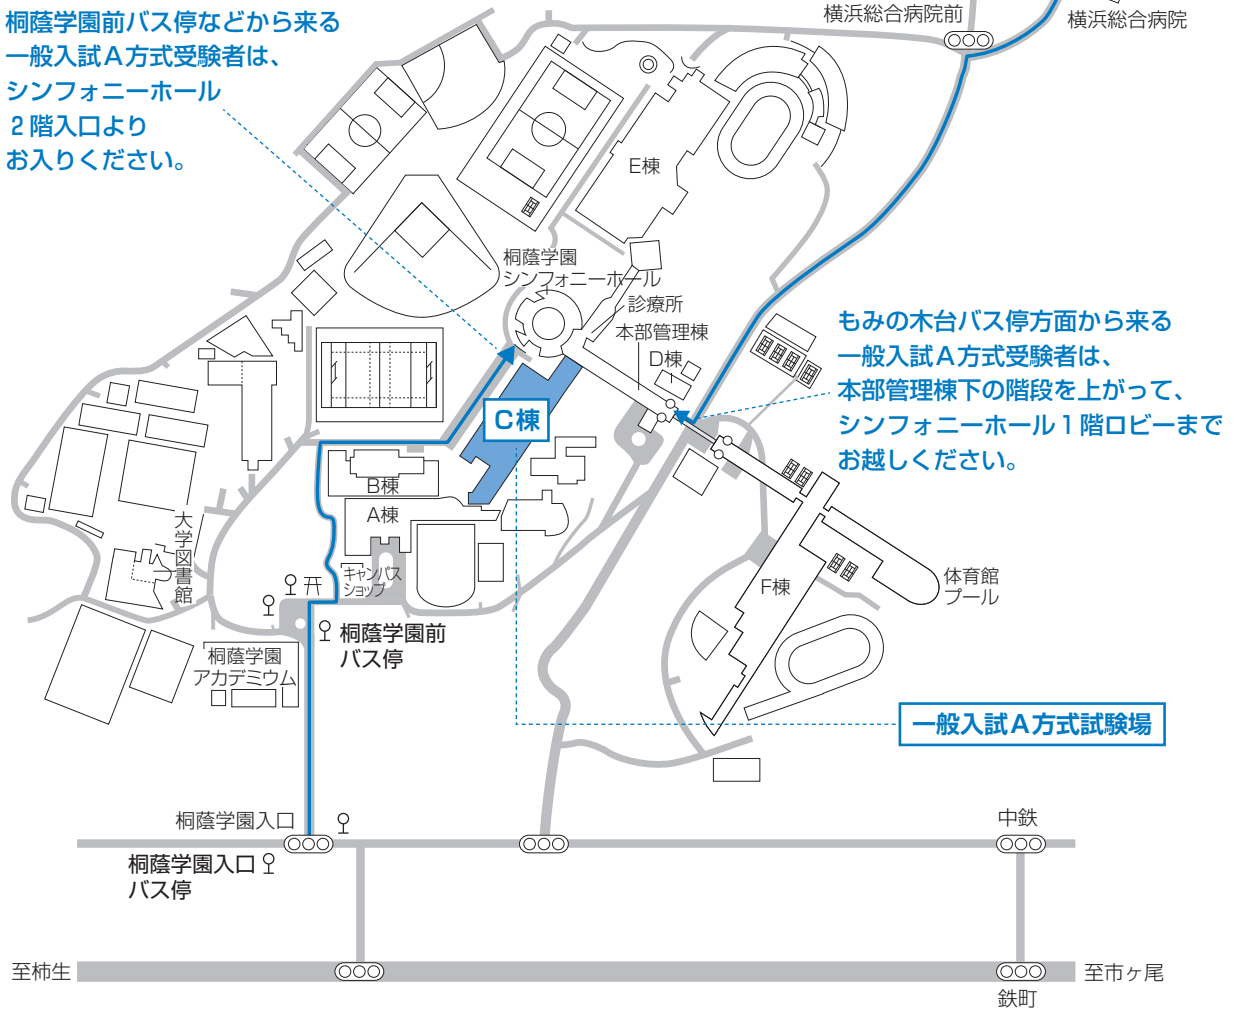 桐蔭学園前バス停などから来る
一般入試A方式受験者は、
シンフォニーホール
2階入口より
お入りください。
横浜総合病院前
横浜総合病院
E棟
桐蔭学園
シンフォニーホール
診療所
本部管理棟
D棟
もみの木台バス停方面から来る
一般入試A方式受験者は、
本部管理棟下の階段を上がって、
シンフォニーホール1階ロビーまで
お越しください。
C棟
B棟
A棟
大学図書館
キャンパス
ショップ
体育館
プール
F棟
桐蔭学園前
バス停
桐蔭学園
アカデミウム
一般入試A方式試験場
桐蔭学園入口
中鉄
桐蔭学園入口
バス停
至柿生
至市ヶ尾
鉄町